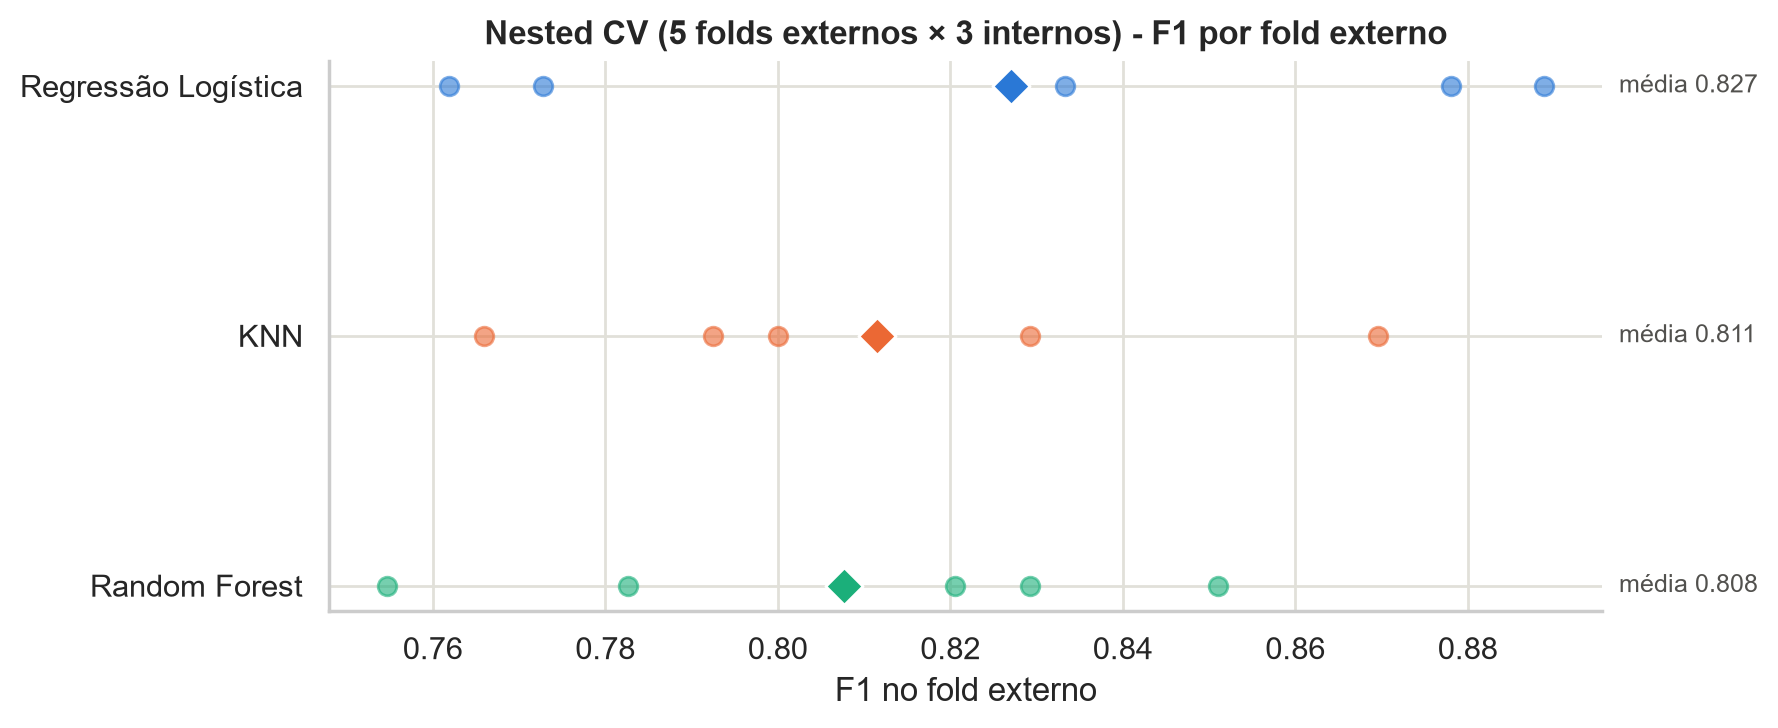 Nested CV (5 folds externos × 3 internos) - F1 por fold externo
Regressão Logística
média 0.827
KNN
média 0.811
Random Forest
média 0.808
0.76 0.78 0.80 0.82 0.84 0.86 0.88
F1 no fold externo